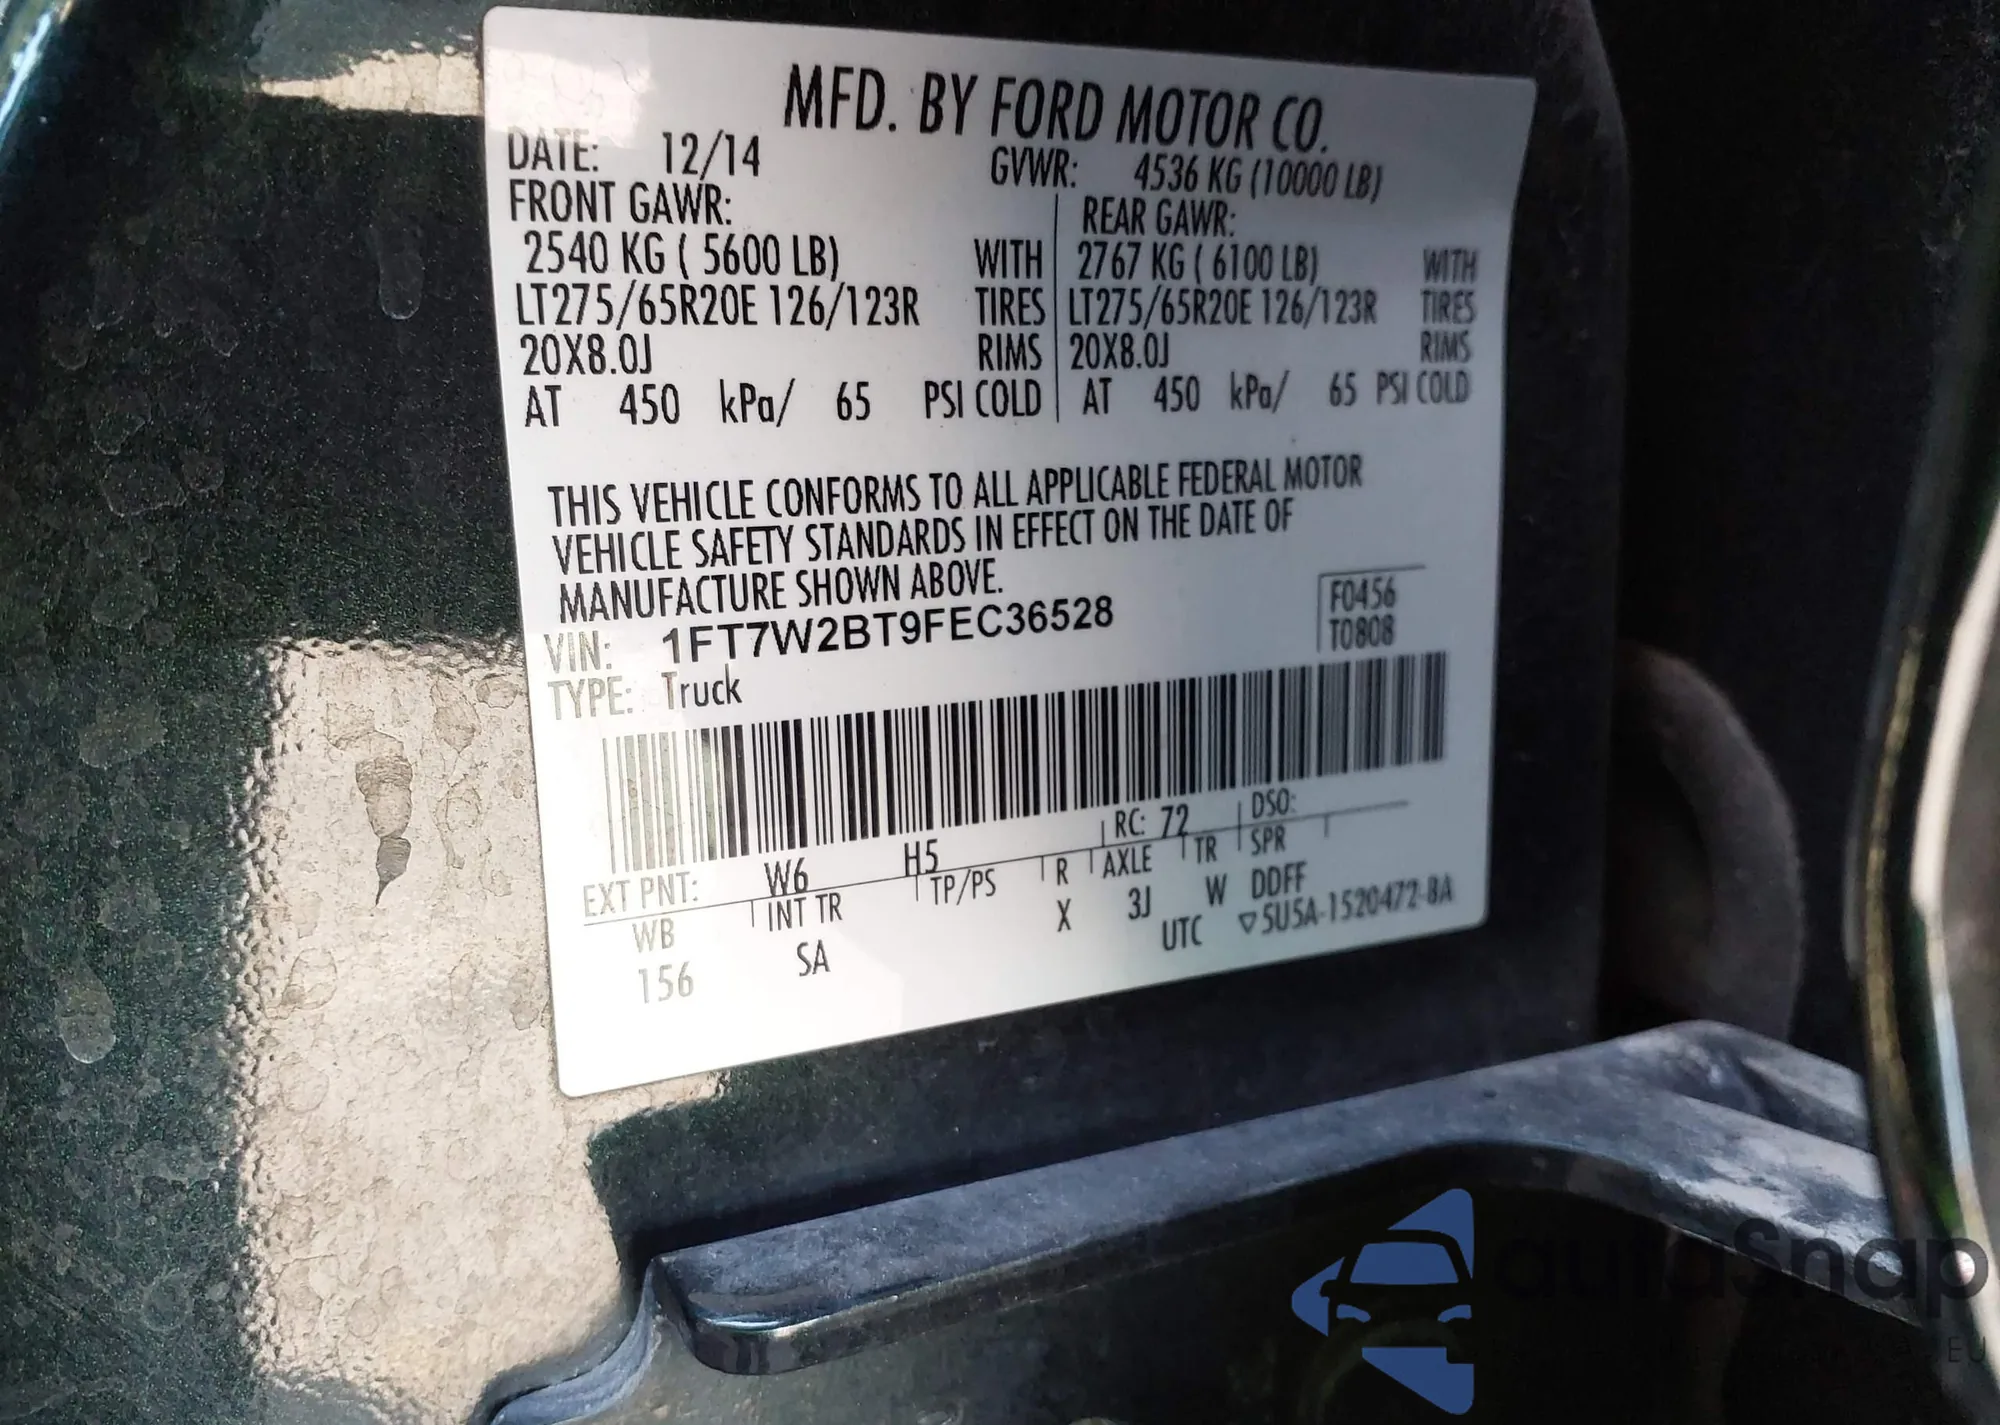 MFD. BY FORD MOTOR CO.
DATE: 12/14 GVWR: 4536 KG (10000 LB)
FRONT GAWR: REAR GAWR:
2540 KG ( 5600 LB) WITH 2767 KG ( 6100 LB) WITH
LT275/65R20E 126/123R TIRES LT275/65R20E 126/123R TIRES
20X8.0J RIMS 20X8.0J RIMS
AT 450 kPa/ 65 PSI COLD AT 450 kPa/ 65 PSI COLD
THIS VEHICLE CONFORMS TO ALL APPLICABLE FEDERAL MOTOR
VEHICLE SAFETY STANDARDS IN EFFECT ON THE DATE OF
MANUFACTURE SHOWN ABOVE.
VIN: 1FT7W2BT9FEC36528 F0456
TYPE: Truck T0808
EXT PNT: W6 H5 RC: 72 DSO:
WB INT TR TP/PS R AXLE TR SPR
156 SA X 3J W DDFF
UTC ▽5U5A-1520472-BA
autoSnap
EU